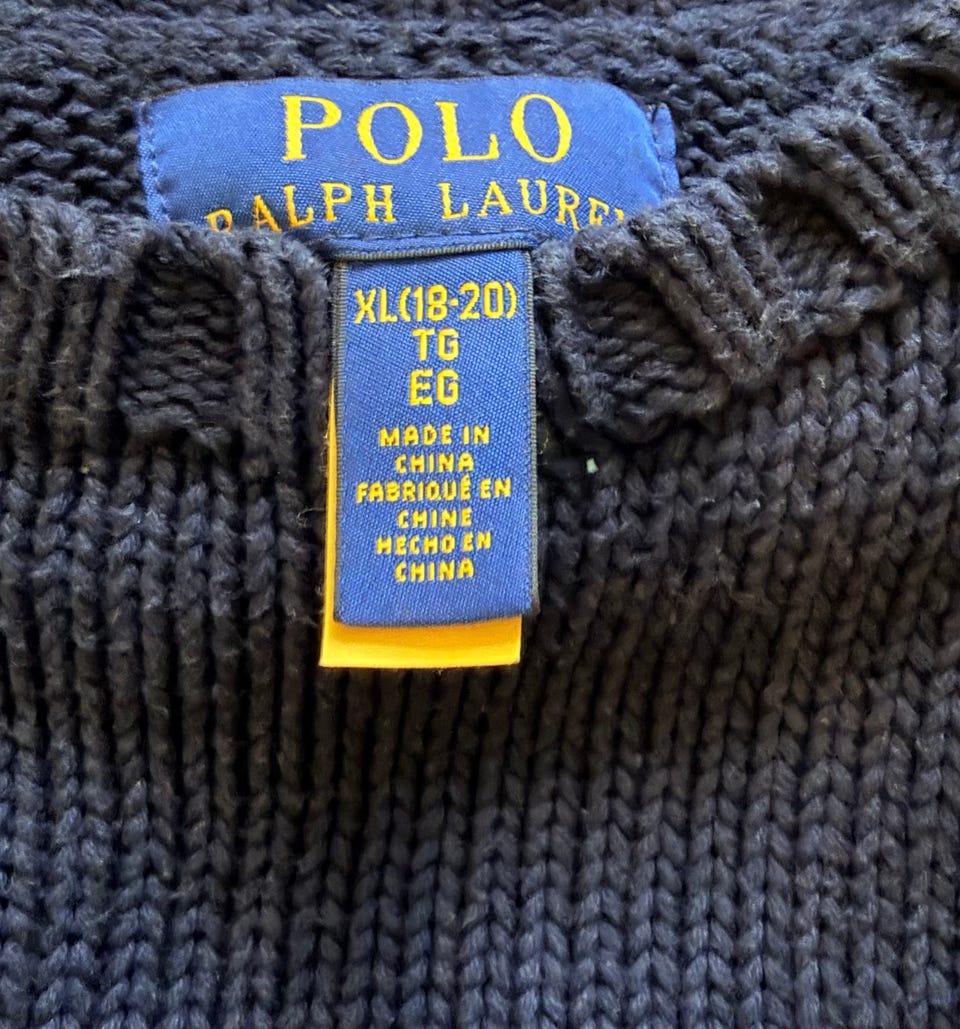 POLO
RALPH LAUREN
XL(18-20)
TG
EG
MADE IN
CHINA
FABRIQUÉ EN
CHINE
HECHO EN
CHINA